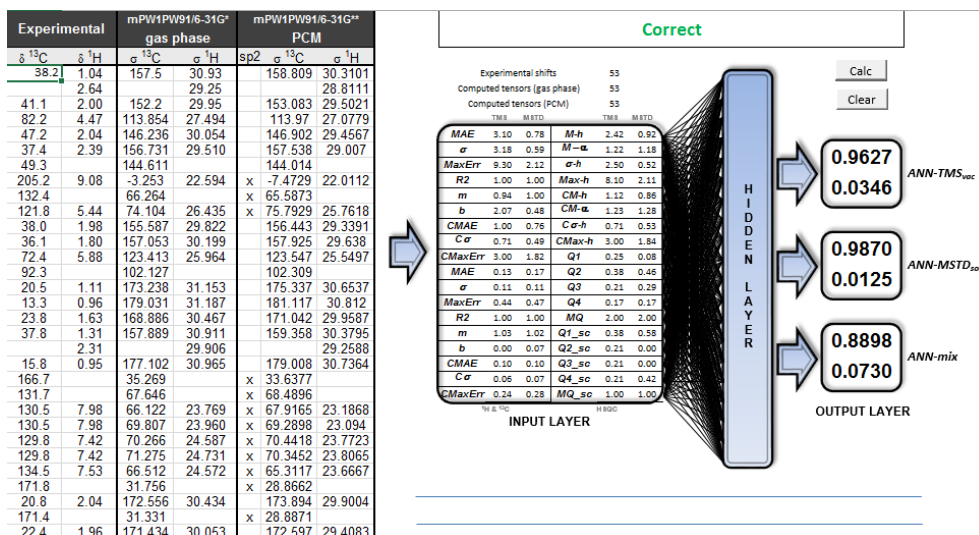 Experimental mPW1PW91/6-31G* mPW1PW91/6-31G**
gas phase PCM
δ 13C δ 1H σ 13C σ 1H sp2 σ 13C σ 1H
38.2 1.04 157.5 30.93 158.809 30.3101
2.64 29.25 28.8111
41.1 2.00 152.2 29.95 153.083 29.5021
82.2 4.47 113.854 27.494 113.97 27.0779
47.2 2.04 146.236 30.054 146.902 29.4567
37.4 2.39 156.731 29.510 157.538 29.007
49.3 144.611 144.014
205.2 9.08 -3.253 22.594 x -7.4729 22.0112
132.4 66.264 x 65.5873
121.8 5.44 74.104 26.435 x 75.7929 25.7618
38.0 1.98 155.587 29.822 156.443 29.3391
36.1 1.80 157.053 30.199 157.925 29.638
72.4 5.88 123.413 25.964 123.547 25.5497
92.3 102.127 102.309
20.5 1.11 173.238 31.153 175.337 30.6537
13.3 0.96 179.031 31.187 181.117 30.812
23.8 1.63 168.886 30.467 171.042 29.9587
37.8 1.31 157.889 30.911 159.358 30.3795
2.31 29.906 29.2588
15.8 0.95 177.102 30.965 179.008 30.7364
166.7 35.269 x 33.6377
131.7 67.646 x 68.4896
130.5 7.98 66.122 23.769 x 67.9165 23.1868
130.5 7.98 69.807 23.960 x 69.2898 23.094
129.8 7.42 70.266 24.587 x 70.4418 23.7723
129.8 7.42 71.275 24.731 x 70.3452 23.8065
134.5 7.53 66.512 24.572 x 65.3117 23.6667
171.8 31.756 x 28.8662
20.8 2.04 172.556 30.434 173.894 29.9004
171.4 31.331 x 28.8871
22.4 1.96 171.434 30.053 172.597 29.4083
Correct
Experimental shifts 53
Computed tensors (gas phase) 53
Computed tensors (PCM) 53
TMS MSTD TMS MSTD
MAE 3.10 0.78 M-h 2.42 0.92
σ 3.18 0.59 M-α 1.22 1.18
MaxErr 9.30 2.12 σ-h 2.50 0.52
R2 1.00 1.00 Max-h 8.10 2.11
m 0.94 1.00 CM-h 1.12 0.86
b 2.07 0.48 CM-α 1.23 1.28
CMAE 1.00 0.76 Cσ-h 0.71 0.53
Cσ 0.71 0.49 CMax-h 3.00 1.84
CMaxErr 3.00 1.82 Q1 0.25 0.08
MAE 0.13 0.17 Q2 0.38 0.46
σ 0.11 0.11 Q3 0.21 0.29
MaxErr 0.44 0.47 Q4 0.17 0.17
R2 1.00 1.00 MQ 2.00 2.00
m 1.03 1.02 Q1_sc 0.38 0.58
b 0.00 0.07 Q2_sc 0.21 0.00
CMAE 0.10 0.10 Q3_sc 0.21 0.00
Cσ 0.06 0.07 Q4_sc 0.21 0.42
CMaxErr 0.24 0.28 MQ_sc 1.00 1.00
1H & 13C HSQC
INPUT LAYER
HIDDEN LAYER
Calc
Clear
0.9627
0.0346
ANN-TMSvac
0.9870
0.0125
ANN-MSTDso
0.8898
0.0730
ANN-mix
OUTPUT LAYER